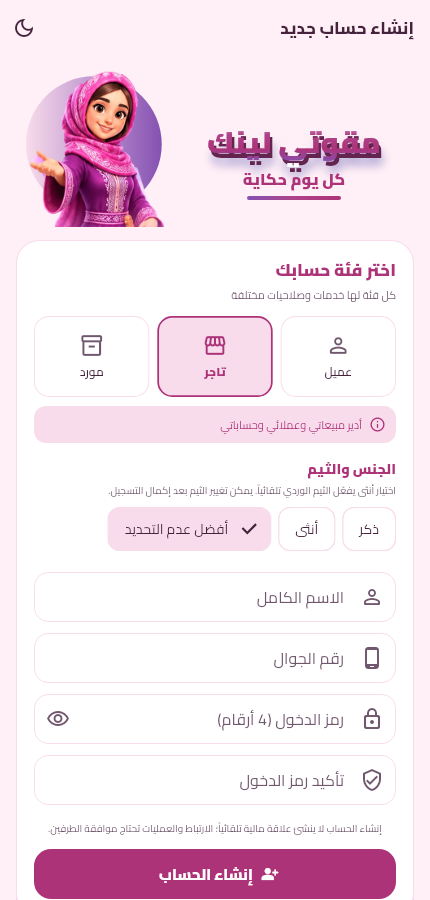 إنشاء حساب جديد
مقوتي لينك
كل يوم حكاية
اختر فئة حسابك
كل فئة لها خدمات وصلاحيات مختلفة
عميل
تاجر
مورد
أدير مبيعاتي وعملائي وحساباتي
الجنس والثيم
اختيار أنثى يفعّل الثيم الوردي تلقائياً. يمكن تغيير الثيم بعد إكمال التسجيل.
ذكر
أنثى
أفضل عدم التحديد
الاسم الكامل
رقم الجوال
رمز الدخول (4 أرقام)
تأكيد رمز الدخول
إنشاء الحساب لا ينشئ علاقة مالية تلقائياً؛ الارتباط والعمليات تحتاج موافقة الطرفين.
إنشاء الحساب